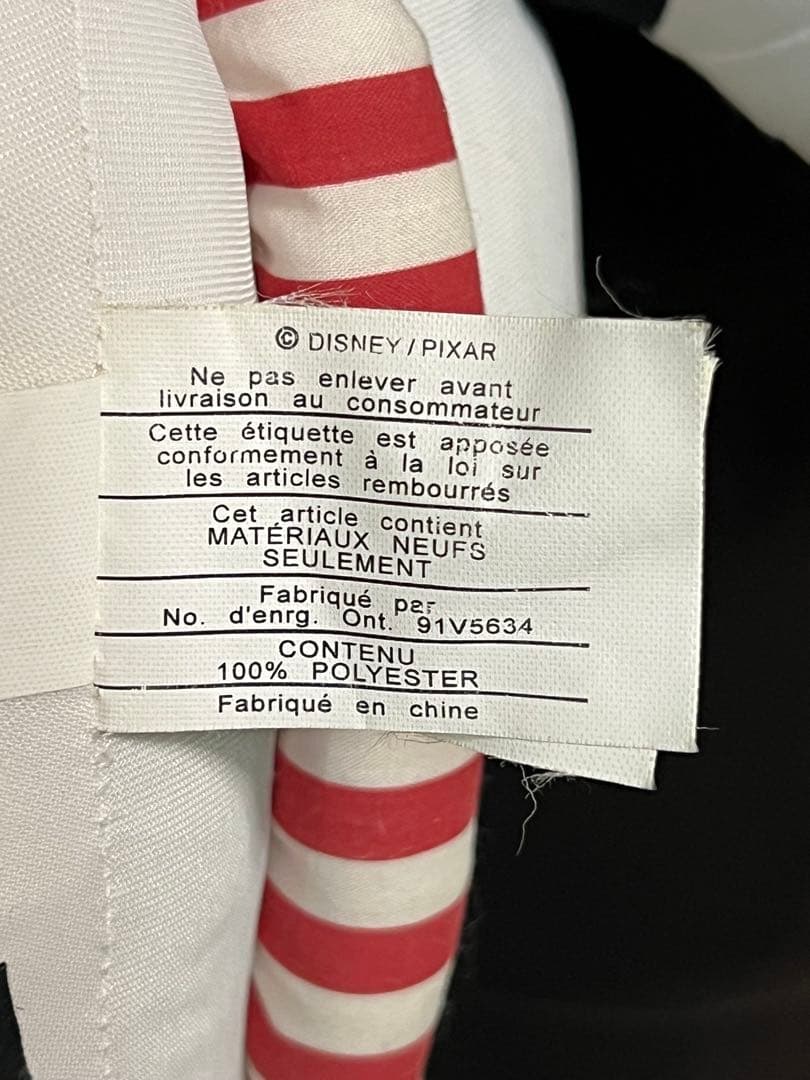 © DISNEY / PIXAR
Ne pas enlever avant
livraison au consommateur
Cette étiquette est apposée
conformement à la loi sur
les articles rembourrés
Cet article contient
MATÉRIAUX NEUFS
SEULEMENT
Fabriqué par
No. d'enrg. Ont. 91V5634
CONTENU
100% POLYESTER
Fabriqué en chine